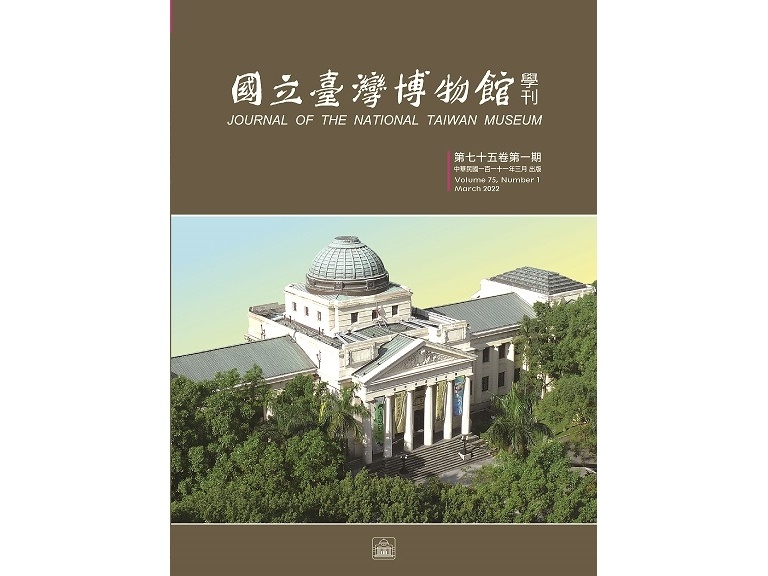 國立臺灣博物館學刊
JOURNAL OF THE NATIONAL TAIWAN MUSEUM
第七十五卷第一期
中華民國一百一十一年三月 出版
Volume 75, Number 1
March 2022